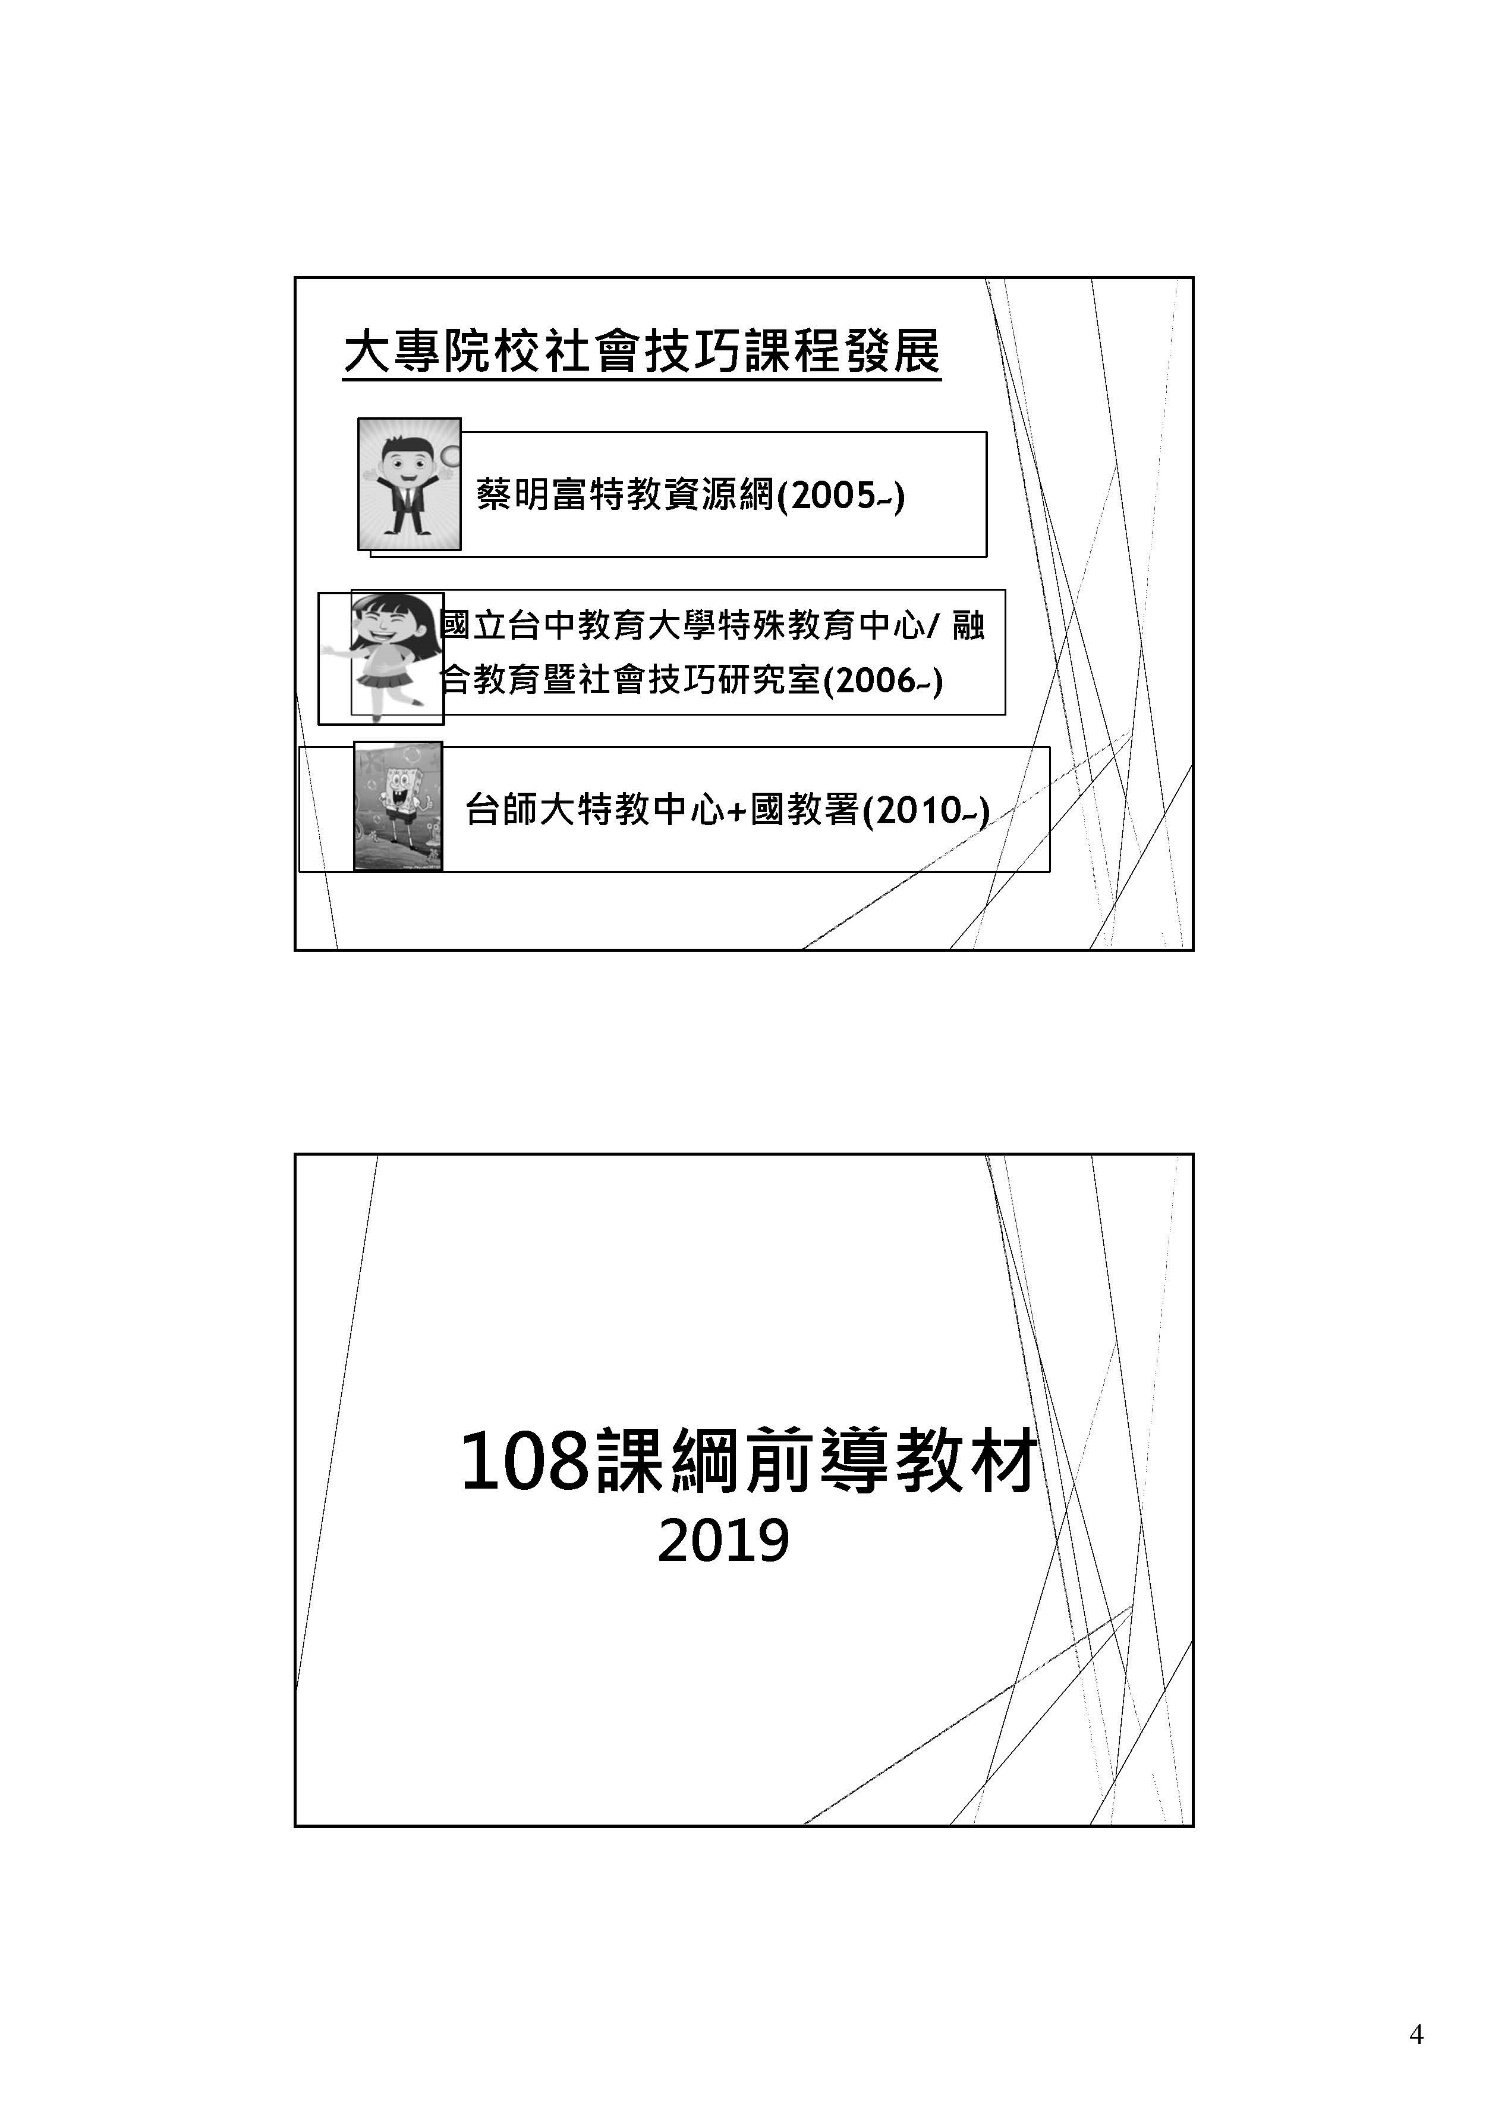 大專院校社會技巧課程發展
蔡明富特教資源網(2005~)
國立台中教育大學特殊教育中心/ 融
合教育暨社會技巧研究室(2006~)
台師大特教中心+國教署(2010~)
108課綱前導教材
2019
4